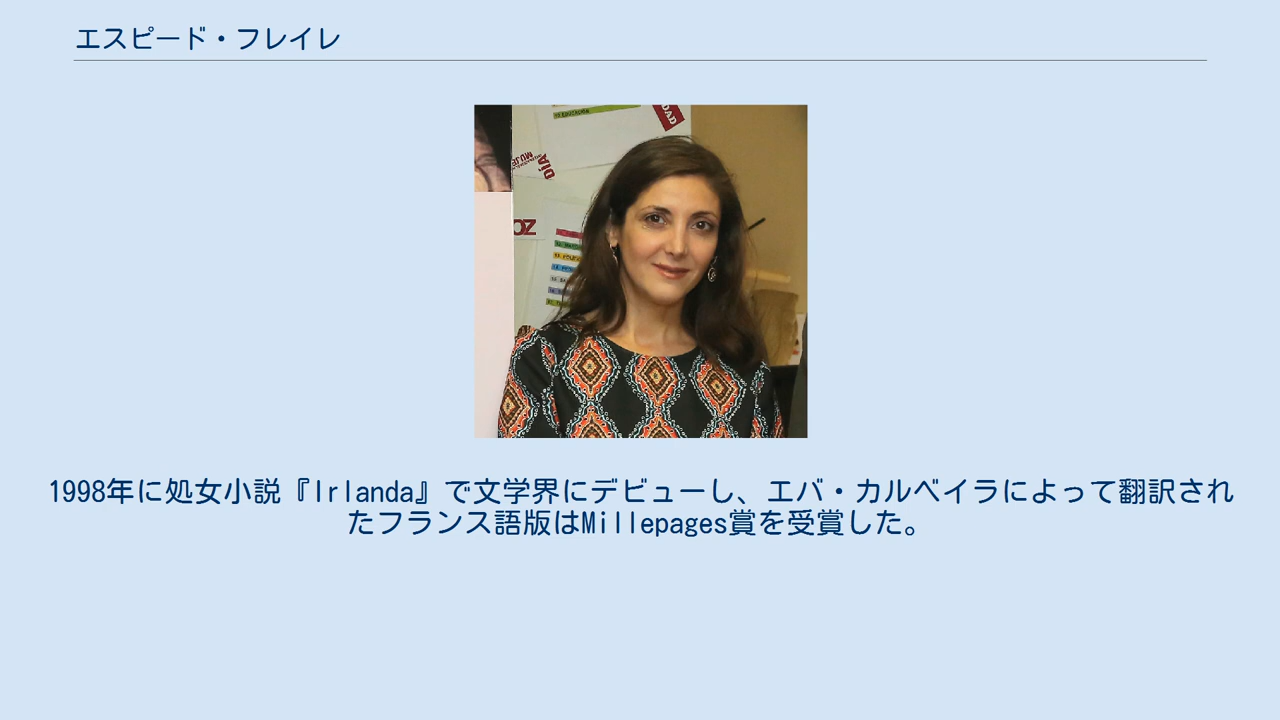 エスピード・フレイレ
DAD
DÍA
OZ
1998年に処女小説『Irlanda』で文学界にデビューし、エバ・カルベイラによって翻訳され
たフランス語版はMillepages賞を受賞した。